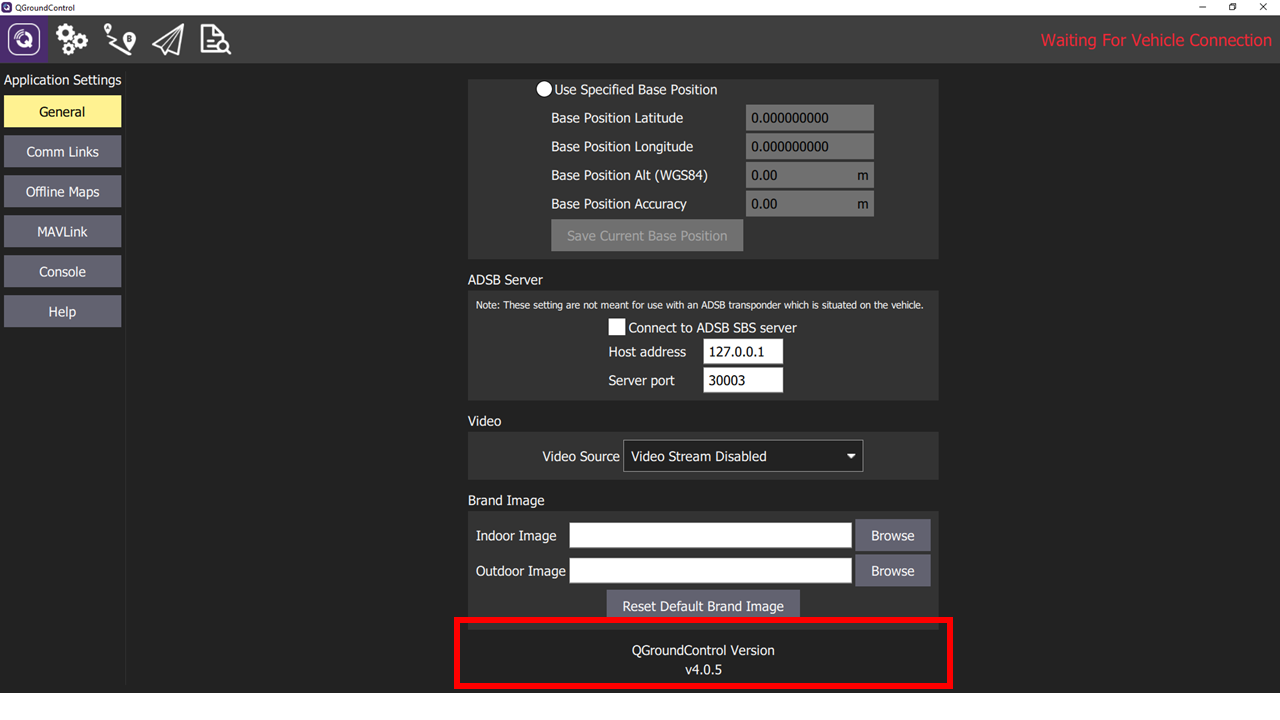 QGroundControl
Waiting For Vehicle Connection
Application Settings
General
Comm Links
Offline Maps
MAVLink
Console
Help
Use Specified Base Position
Base Position Latitude 0.000000000
Base Position Longitude 0.000000000
Base Position Alt (WGS84) 0.00 m
Base Position Accuracy 0.00 m
Save Current Base Position
ADSB Server
Note: These setting are not meant for use with an ADSB transponder which is situated on the vehicle.
Connect to ADSB SBS server
Host address 127.0.0.1
Server port 30003
Video
Video Source Video Stream Disabled
Brand Image
Indoor Image Browse
Outdoor Image Browse
Reset Default Brand Image
QGroundControl Version
v4.0.5